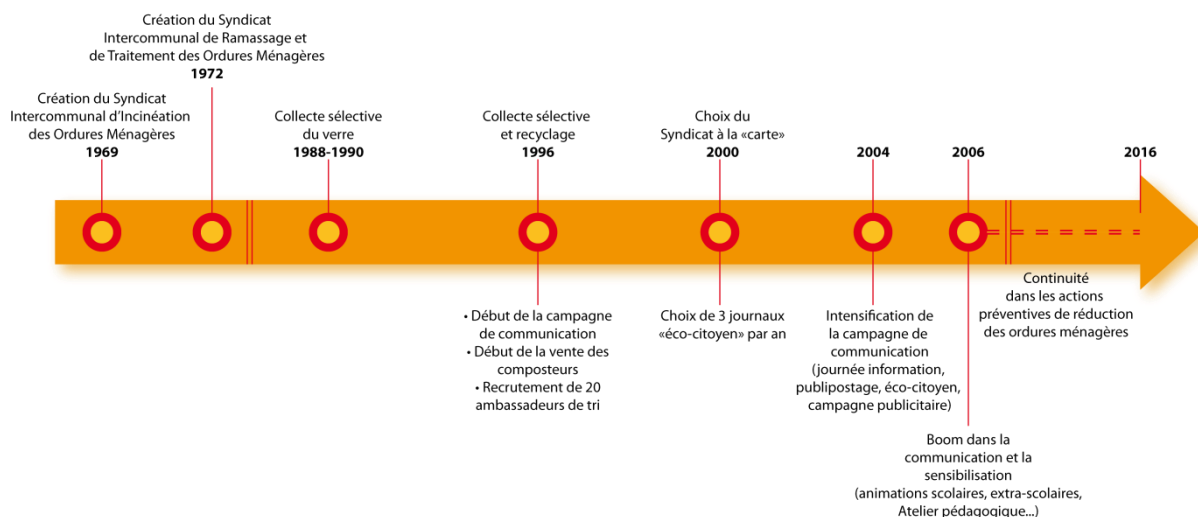 Création du Syndicat
Intercommunal de Ramassage et
de Traitement des Ordures Ménagères
1972
Création du Syndicat
Intercommunal d'Incinéation
des Ordures Ménagères
1969
Collecte sélective
du verre
1988-1990
Collecte sélective
et recyclage
1996
Choix du
Syndicat à la «carte»
2000
2004
2006
2016
• Début de la campagne
de communication
• Début de la vente des
composteurs
• Recrutement de 20
ambassadeurs de tri
Choix de 3 journaux
«éco-citoyen» par an
Intensification de
la campagne de
communication
(journée information,
publipostage, éco-citoyen,
campagne publicitaire)
Boom dans la
communication et la
sensibilisation
(animations scolaires, extra-scolaires,
Atelier pédagogique...)
Continuité
dans les actions
préventives de réduction
des ordures ménagères